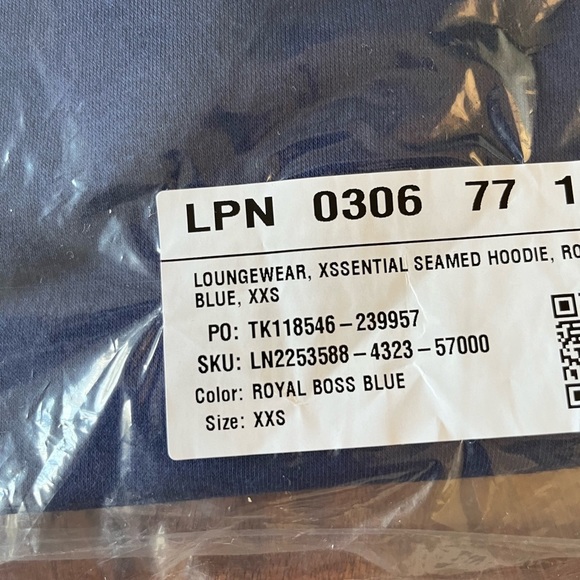 LPN 0306 77 1
LOUNGEWEAR, XSSENTIAL SEAMED HOODIE, RO
BLUE, XXS
PO: TK118546-239957
SKU: LN2253588-4323-57000
Color: ROYAL BOSS BLUE
Size: XXS